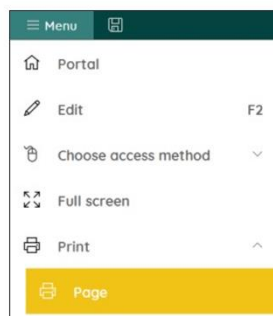 Menu
Portal
Edit F2
Choose access method
Full screen
Print
Page